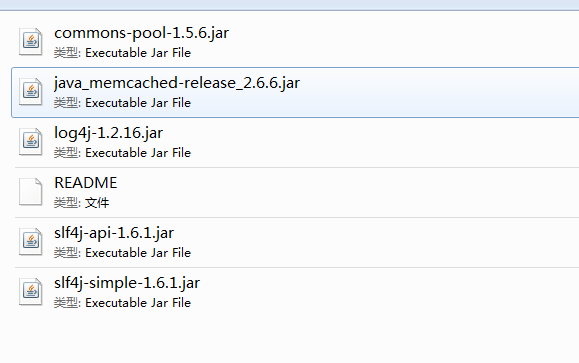 commons-pool-1.5.6.jar
类型: Executable Jar File
java_memcached-release_2.6.6.jar
类型: Executable Jar File
log4j-1.2.16.jar
类型: Executable Jar File
README
类型: 文件
slf4j-api-1.6.1.jar
类型: Executable Jar File
slf4j-simple-1.6.1.jar
类型: Executable Jar File